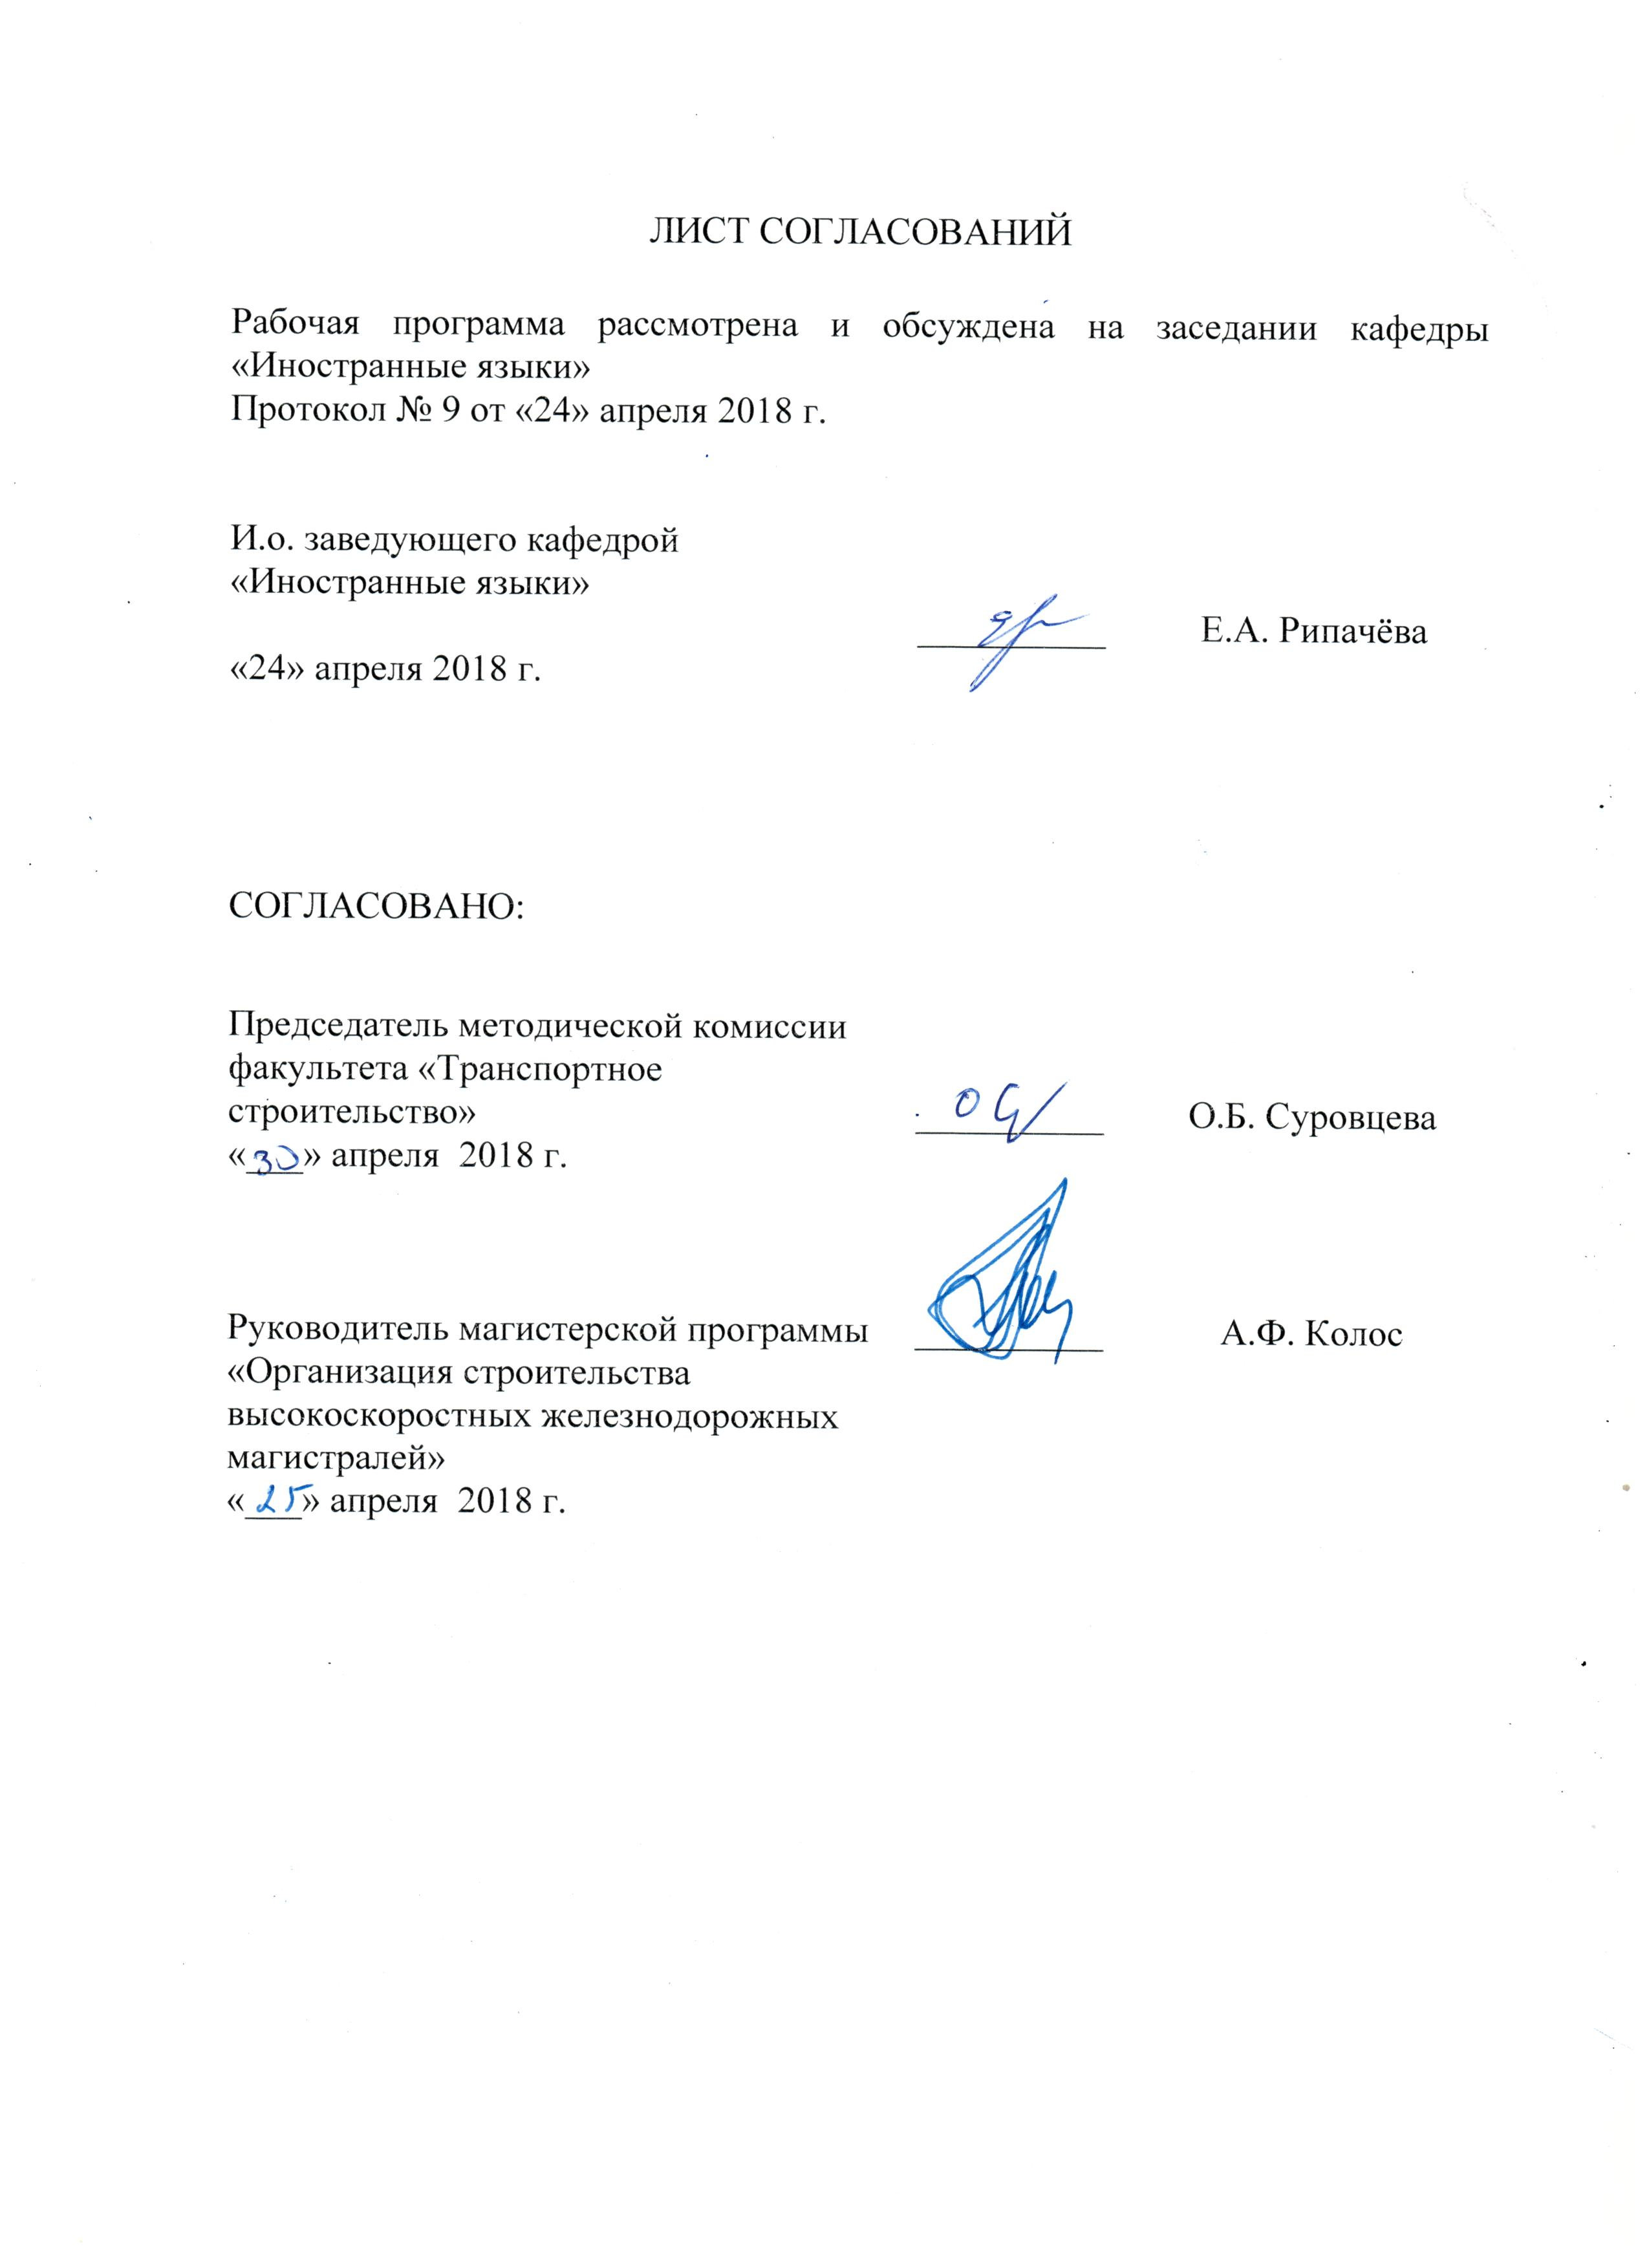 ЛИСТ СОГЛАСОВАНИЙ
Рабочая программа рассмотрена и обсуждена на заседании кафедры
«Иностранные языки»
Протокол № 9 от «24» апреля 2018 г.
И.о. заведующего кафедрой
«Иностранные языки»
Е.А. Рипачёва
«24» апреля 2018 г.
СОГЛАСОВАНО:
Председатель методической комиссии
факультета «Транспортное
строительство» О.Б. Суровцева
«30» апреля 2018 г.
Руководитель магистерской программы А.Ф. Колос
«Организация строительства
высокоскоростных железнодорожных
магистралей»
«25» апреля 2018 г.